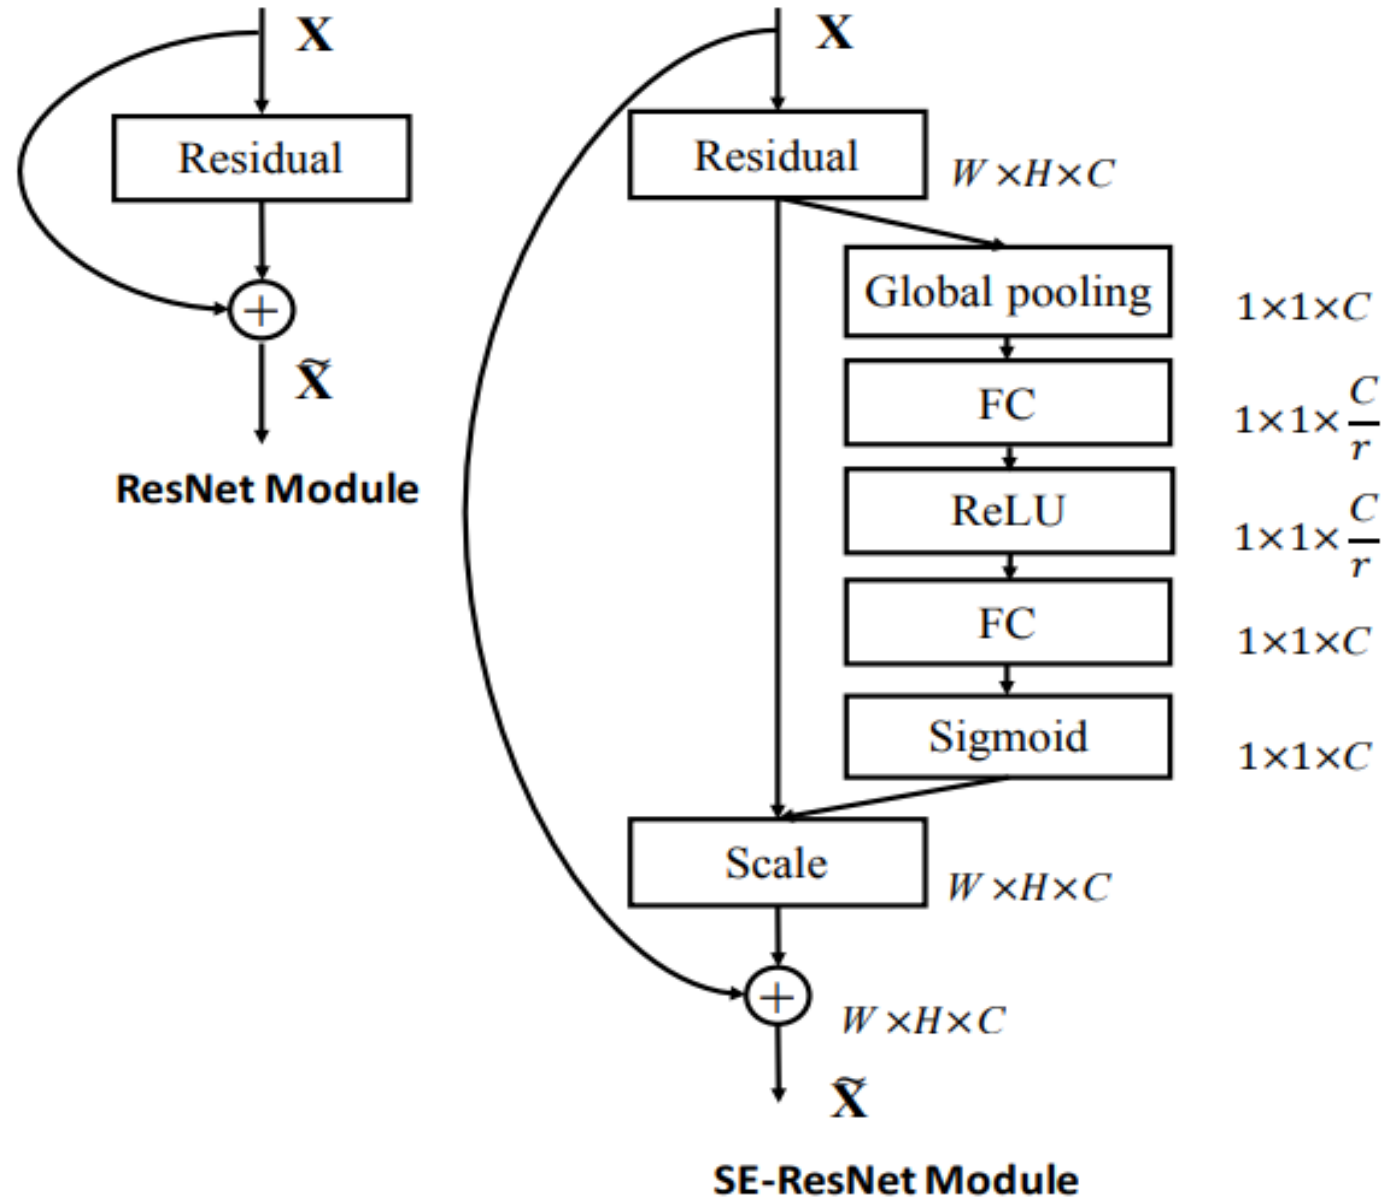 X
Residual
+
X̃
ResNet Module
X
Residual
W×H×C
Global pooling
1×1×C
FC
1×1×C/r
ReLU
1×1×C/r
FC
1×1×C
Sigmoid
1×1×C
Scale
W×H×C
+
W×H×C
X̃
SE-ResNet Module